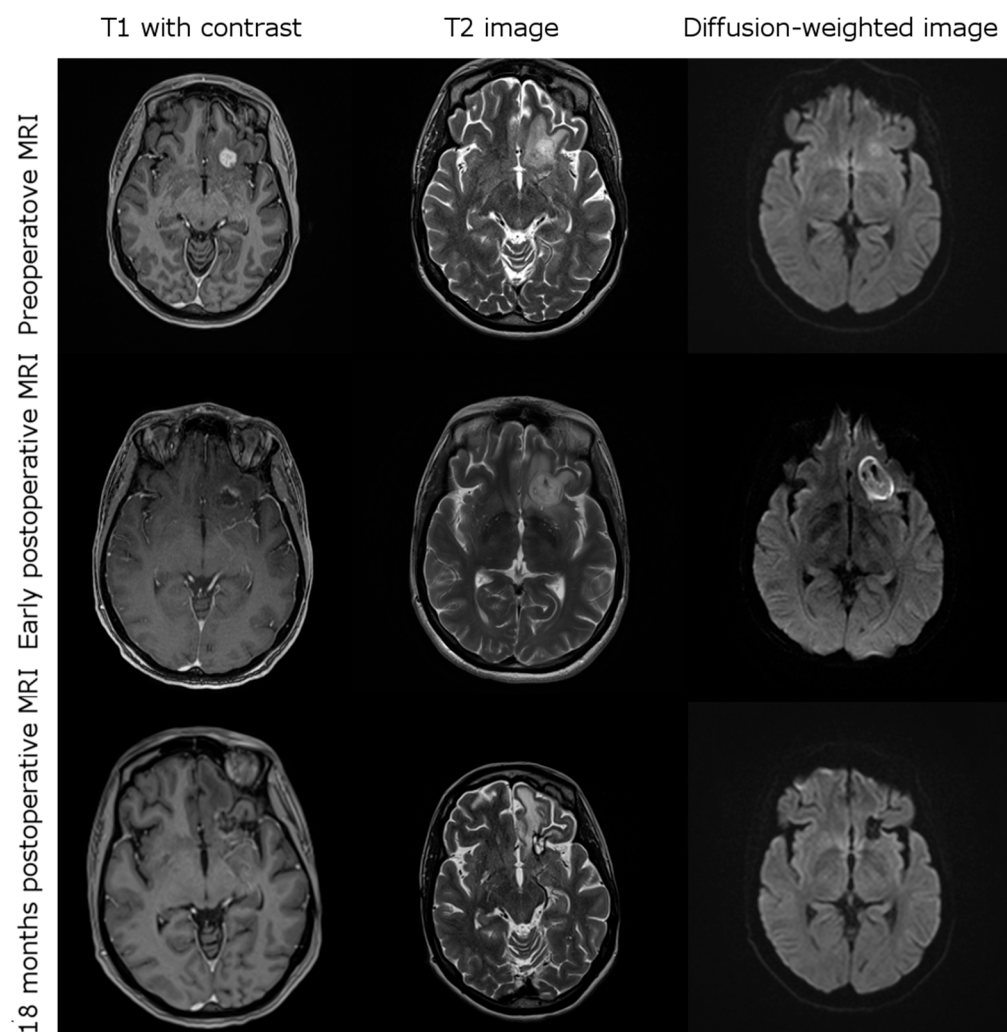 T1 with contrast
T2 image
Diffusion-weighted image
Preoperatove MRI
Early postoperative MRI
18 months postoperative MRI